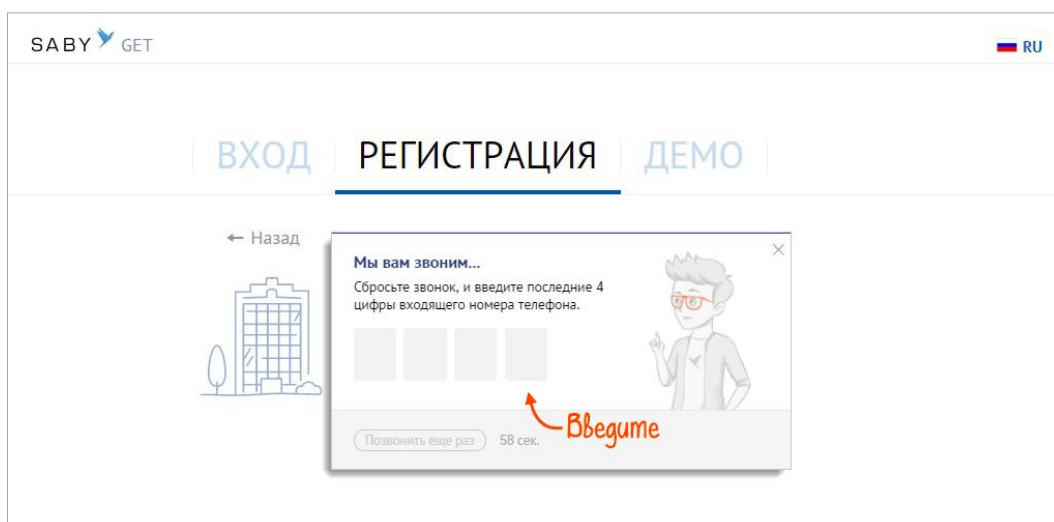 SABY GET
RU
ВХОД РЕГИСТРАЦИЯ ДЕМО
← Назад
Мы вам звоним...
Сбросьте звонок, и введите последние 4
цифры входящего номера телефона.
Введите
Позвонить еще раз 58 сек.